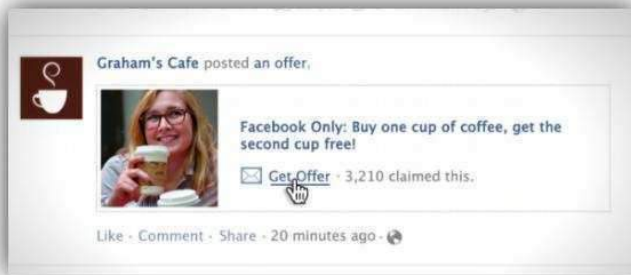 Graham's Cafe posted an offer.
Facebook Only: Buy one cup of coffee, get the
second cup free!
Get Offer · 3,210 claimed this.
Like · Comment · Share · 20 minutes ago ·